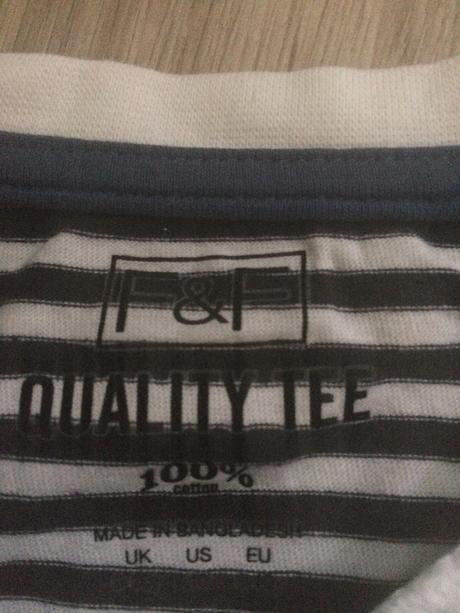 F&F
QUALITY TEE
100%
cotton
MADE IN BANGLADESH
UK US EU